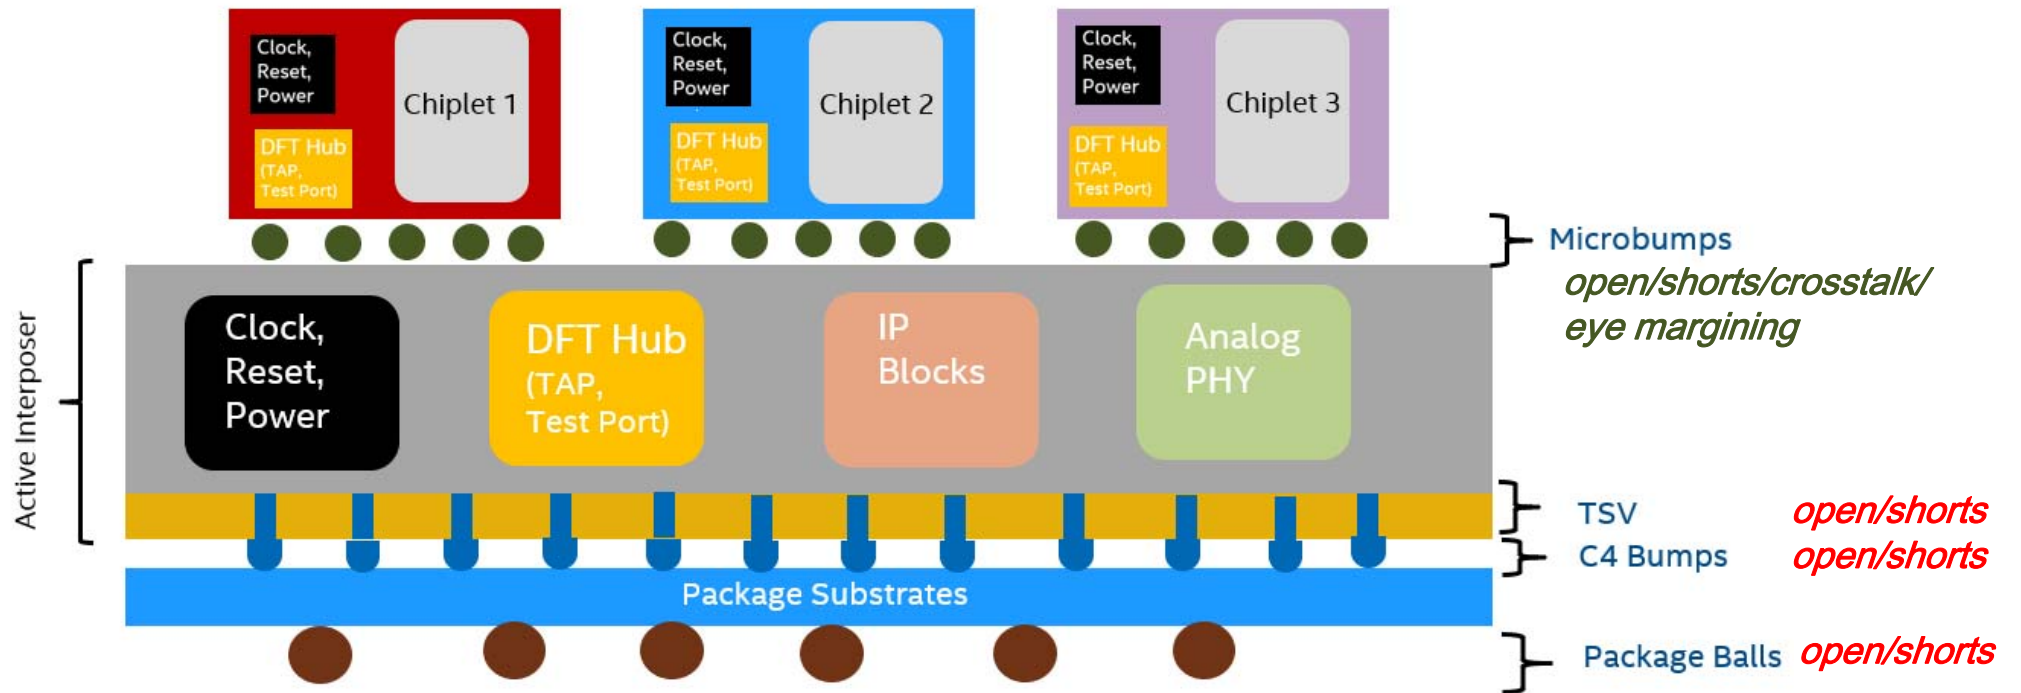 Clock,
Reset,
Power
DFT Hub
(TAP,
Test Port)
Chiplet 1
Clock,
Reset,
Power
DFT Hub
(TAP,
Test Port)
Chiplet 2
Clock,
Reset,
Power
DFT Hub
(TAP,
Test Port)
Chiplet 3
Microbumps
open/shorts/crosstalk/
eye margining
Active Interposer
Clock,
Reset,
Power
DFT Hub
(TAP,
Test Port)
IP
Blocks
Analog
PHY
TSV open/shorts
C4 Bumps open/shorts
Package Substrates
Package Balls open/shorts